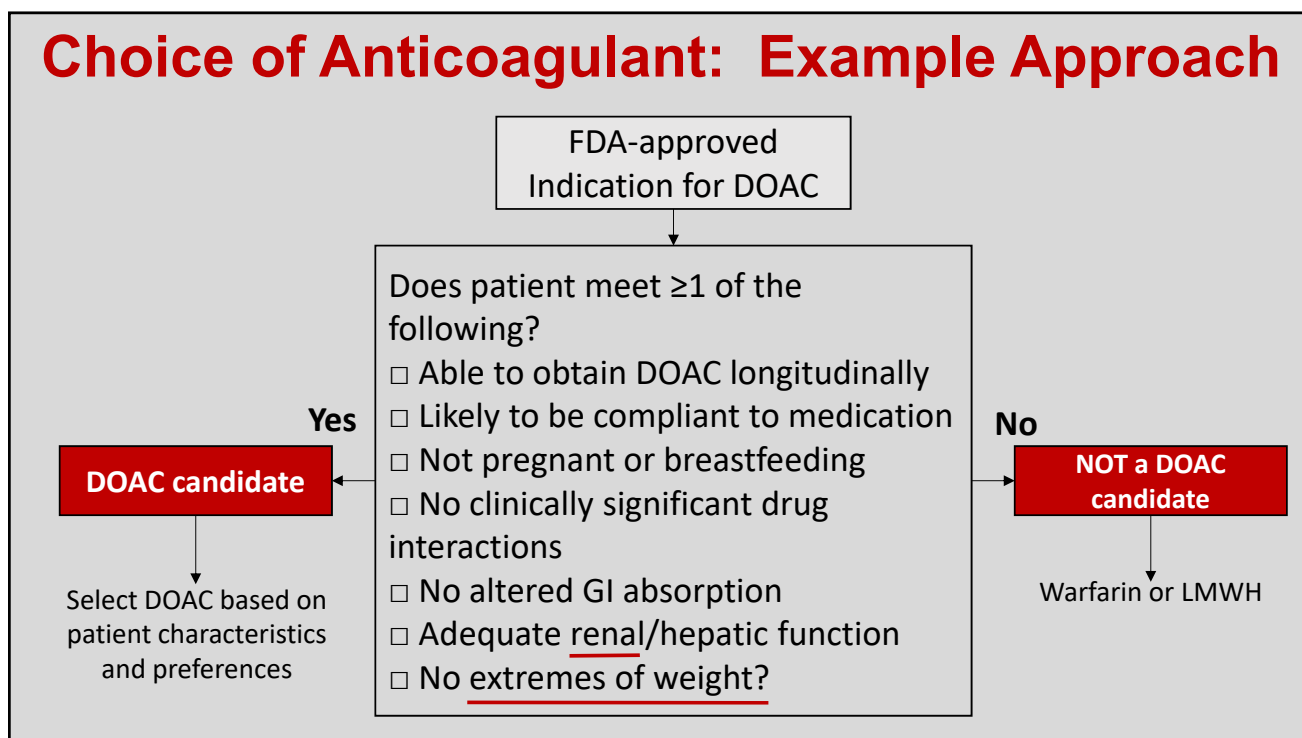 Choice of Anticoagulant: Example Approach
FDA-approved
Indication for DOAC
Does patient meet ≥1 of the
following?
□ Able to obtain DOAC longitudinally
□ Likely to be compliant to medication
□ Not pregnant or breastfeeding
□ No clinically significant drug
interactions
□ No altered GI absorption
□ Adequate renal/hepatic function
□ No extremes of weight?
Yes
DOAC candidate
Select DOAC based on
patient characteristics
and preferences
No
NOT a DOAC
candidate
Warfarin or LMWH